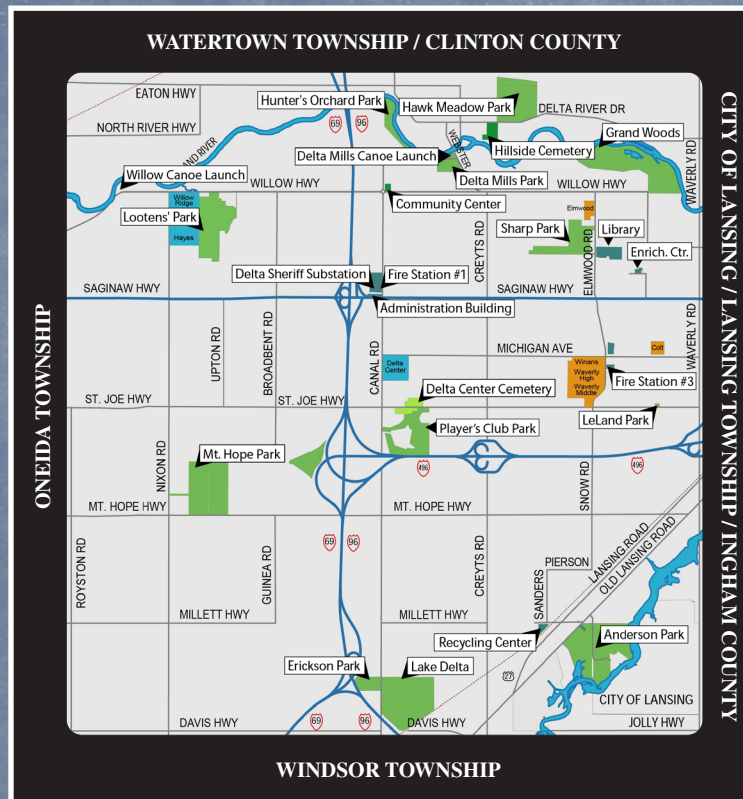 WATERTOWN TOWNSHIP / CLINTON COUNTY
EATON HWY
Hunter's Orchard Park
Hawk Meadow Park
DELTA RIVER DR
NORTH RIVER HWY
69
96
WEBSTER
Grand Woods
WAVERLY RD
Hillside Cemetery
Delta Mills Canoe Launch
Willow Canoe Launch
Delta Mills Park
WILLOW HWY
WILLOW HWY
Willow
Ridge
Community Center
Elmwood
Lootens' Park
Hayes
Sharp Park
Library
CREYTS RD
ELMWOOD RD
Enrich. Ctr.
Delta Sheriff Substation
Fire Station #1
SAGINAW HWY
SAGINAW HWY
Administration Building
UPTON RD
BROADBENT RD
CANAL RD
WAVERLY RD
MICHIGAN AVE
Colt
Delta
Center
Winans
Waverly
High
Waverly
Middle
Fire Station #3
Delta Center Cemetery
ST. JOE HWY
ST. JOE HWY
LeLand Park
Player's Club Park
NIXON RD
Mt. Hope Park
496
SNOW RD
496
MT. HOPE HWY
MT. HOPE HWY
69
96
ROYSTON RD
GUINEA RD
CREYTS RD
PIERSON
LANSING ROAD
OLD LANSING ROAD
SANDERS
MILLETT HWY
MILLETT HWY
Recycling Center
Anderson Park
Erickson Park
Lake Delta
27
CITY OF LANSING
69
96
DAVIS HWY
DAVIS HWY
JOLLY HWY
ONEIDA TOWNSHIP
CITY OF LANSING / LANSING TOWNSHIP / INGHAM COUNTY
WINDSOR TOWNSHIP